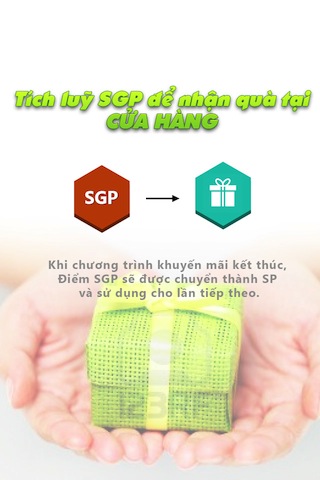 Tích luỹ SGP để nhận quà tại
CỬA HÀNG
SGP
Khi chương trình khuyến mãi kết thúc,
Điểm SGP sẽ được chuyển thành SP
và sử dụng cho lần tiếp theo.